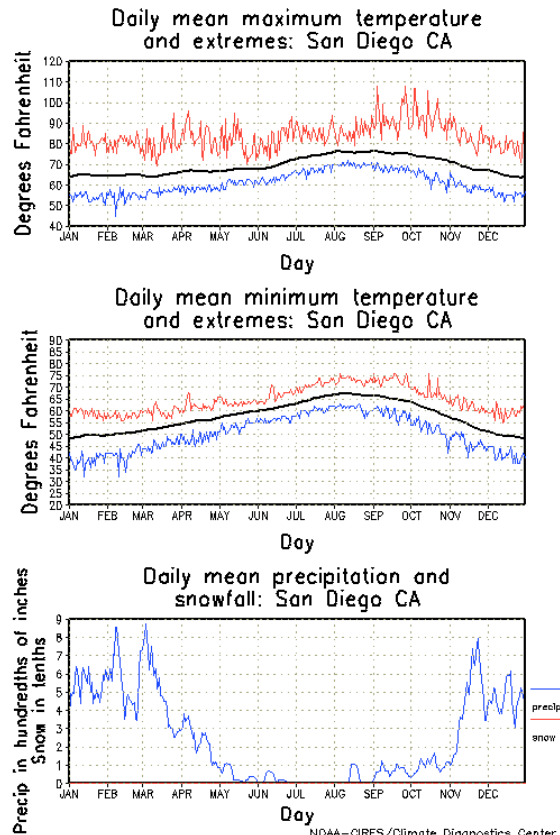 Daily mean maximum temperature
and extremes: San Diego CA
Degrees Fahrenheit
120
110
100
90
80
70
60
50
40
JAN FEB MAR APR MAY JUN JUL AUG SEP OCT NOV DEC
Day
Daily mean minimum temperature
and extremes: San Diego CA
Degrees Fahrenheit
90
85
80
75
70
65
60
55
50
45
40
35
30
25
20
JAN FEB MAR APR MAY JUN JUL AUG SEP OCT NOV DEC
Day
Daily mean precipitation and
snowfall: San Diego CA
Precip in hundredths of inches
Snow in tenths
9
8
7
6
5
4
3
2
1
0
JAN FEB MAR APR MAY JUN JUL AUG SEP OCT NOV DEC
Day
precip
snow
NOAA-CIRES/Climate Diagnostics Center